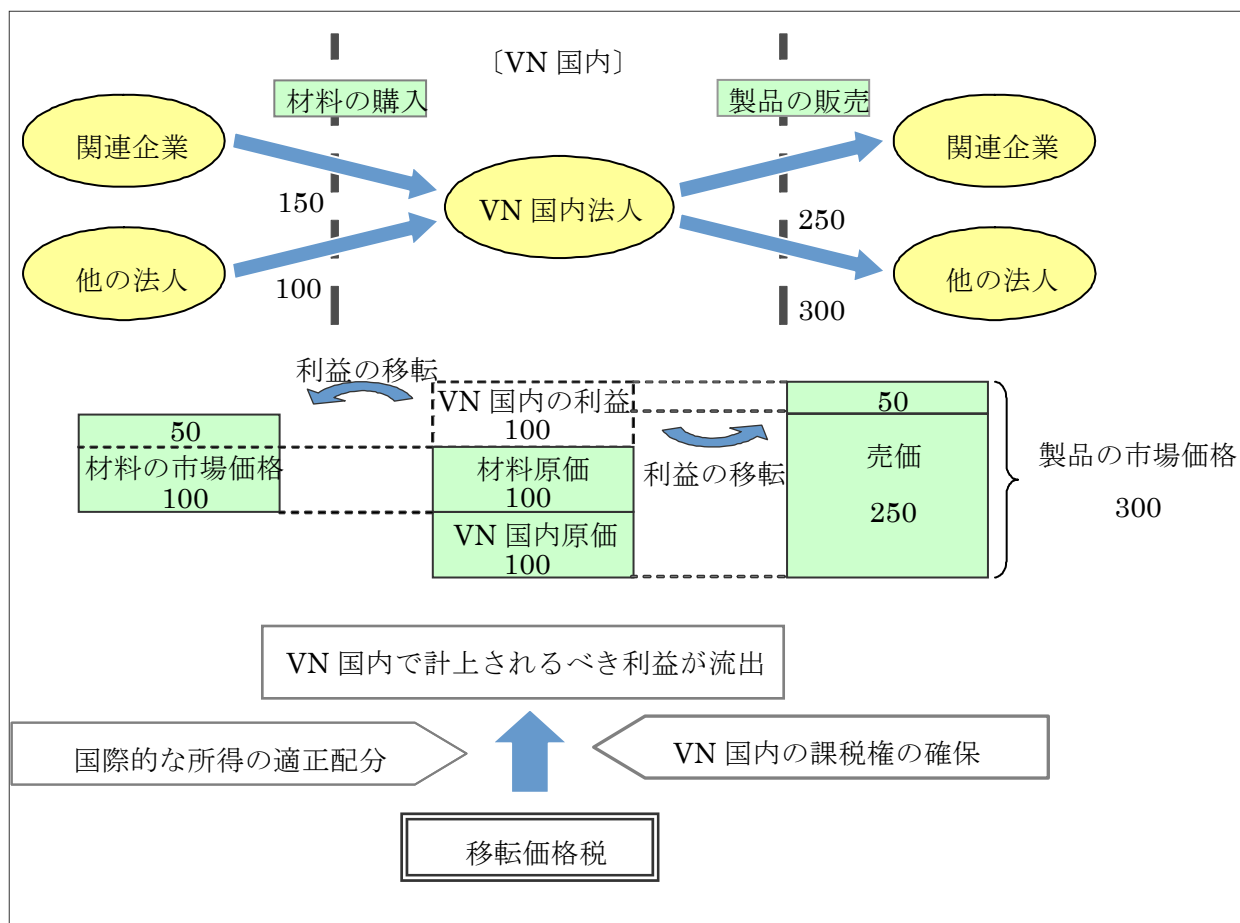 〔VN 国内〕
材料の購入
製品の販売
関連企業
関連企業
VN 国内法人
150
250
他の法人
他の法人
100
300
利益の移転
VN 国内の利益
100
50
50
材料の市場価格
100
材料原価
100
利益の移転
売価
250
製品の市場価格
300
VN 国内原価
100
VN 国内で計上されるべき利益が流出
国際的な所得の適正配分
VN 国内の課税権の確保
移転価格税